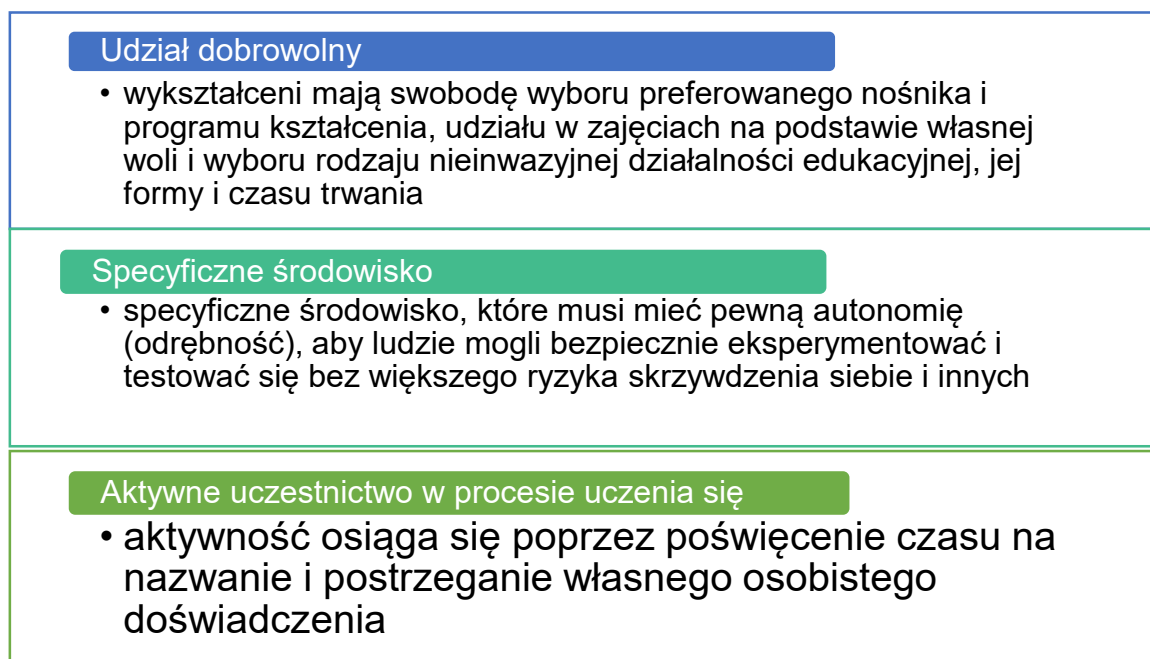 Udział dobrowolny
• wykształceni mają swobodę wyboru preferowanego nośnika i
programu kształcenia, udziału w zajęciach na podstawie własnej
woli i wyboru rodzaju nieinwazyjnej działalności edukacyjnej, jej
formy i czasu trwania
Specyficzne środowisko
• specyficzne środowisko, które musi mieć pewną autonomię
(odrębność), aby ludzie mogli bezpiecznie eksperymentować i
testować się bez większego ryzyka skrzywdzenia siebie i innych
Aktywne uczestnictwo w procesie uczenia się
• aktywność osiąga się poprzez poświęcenie czasu na
nazwanie i postrzeganie własnego osobistego
doświadczenia